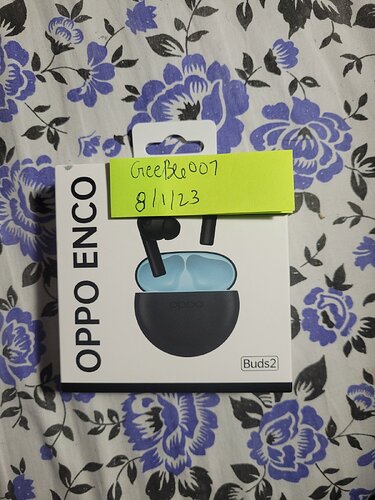 GeeBee007
8/1/23
OPPO ENCO
oppo
Buds2